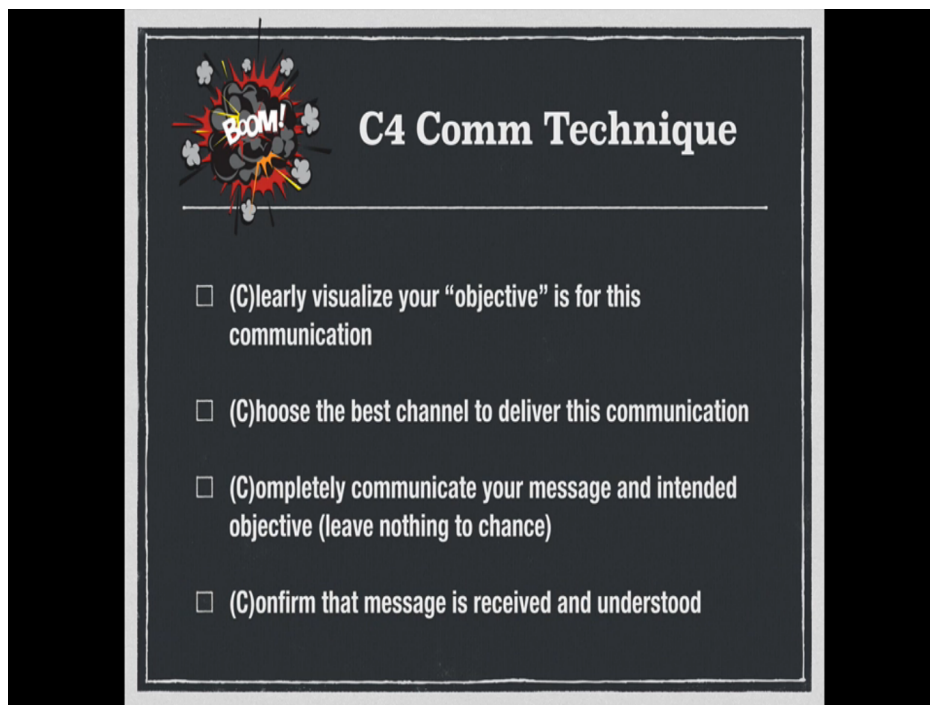 BOOM!
C4 Comm Technique
(C)learly visualize your “objective” is for this
communication
(C)hoose the best channel to deliver this communication
(C)ompletely communicate your message and intended
objective (leave nothing to chance)
(C)onfirm that message is received and understood